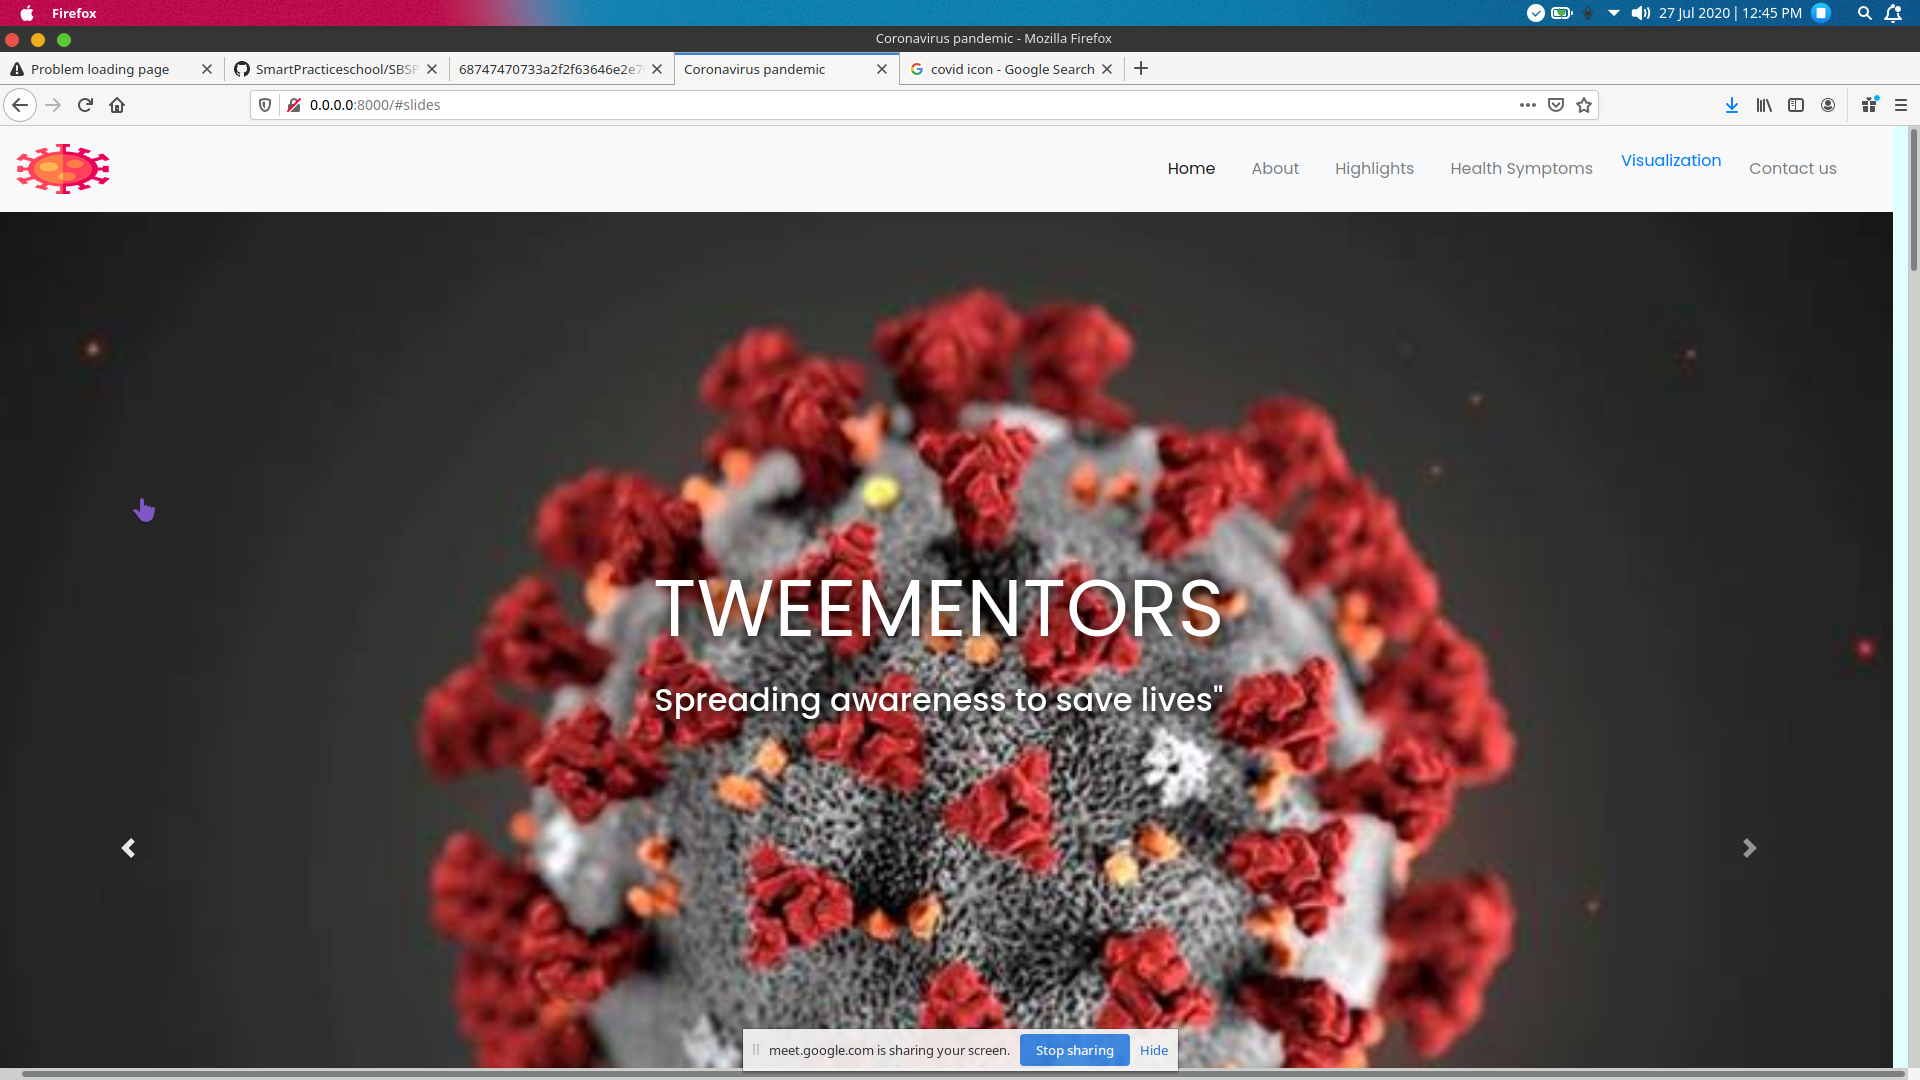 Firefox
27 Jul 2020 | 12:45 PM
Coronavirus pandemic - Mozilla Firefox
Problem loading page
SmartPracticeschool/SBSP
68747470733a2f2f63646e2e7
Coronavirus pandemic
covid icon - Google Search
0.0.0.0:8000/#slides
Home
About
Highlights
Health Symptoms
Visualization
Contact us
TWEEMENTORS
Spreading awareness to save lives"
meet.google.com is sharing your screen.
Stop sharing
Hide